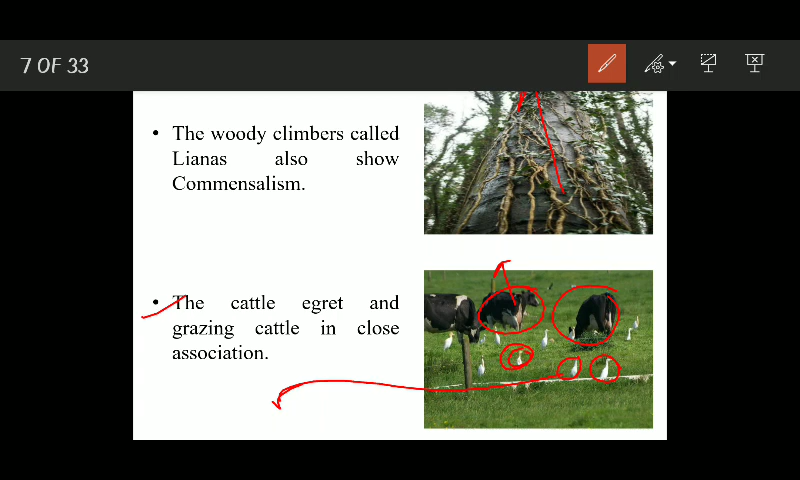 7 OF 33
• The woody climbers called
Lianas also show
Commensalism.
• The cattle egret and
grazing cattle in close
association.